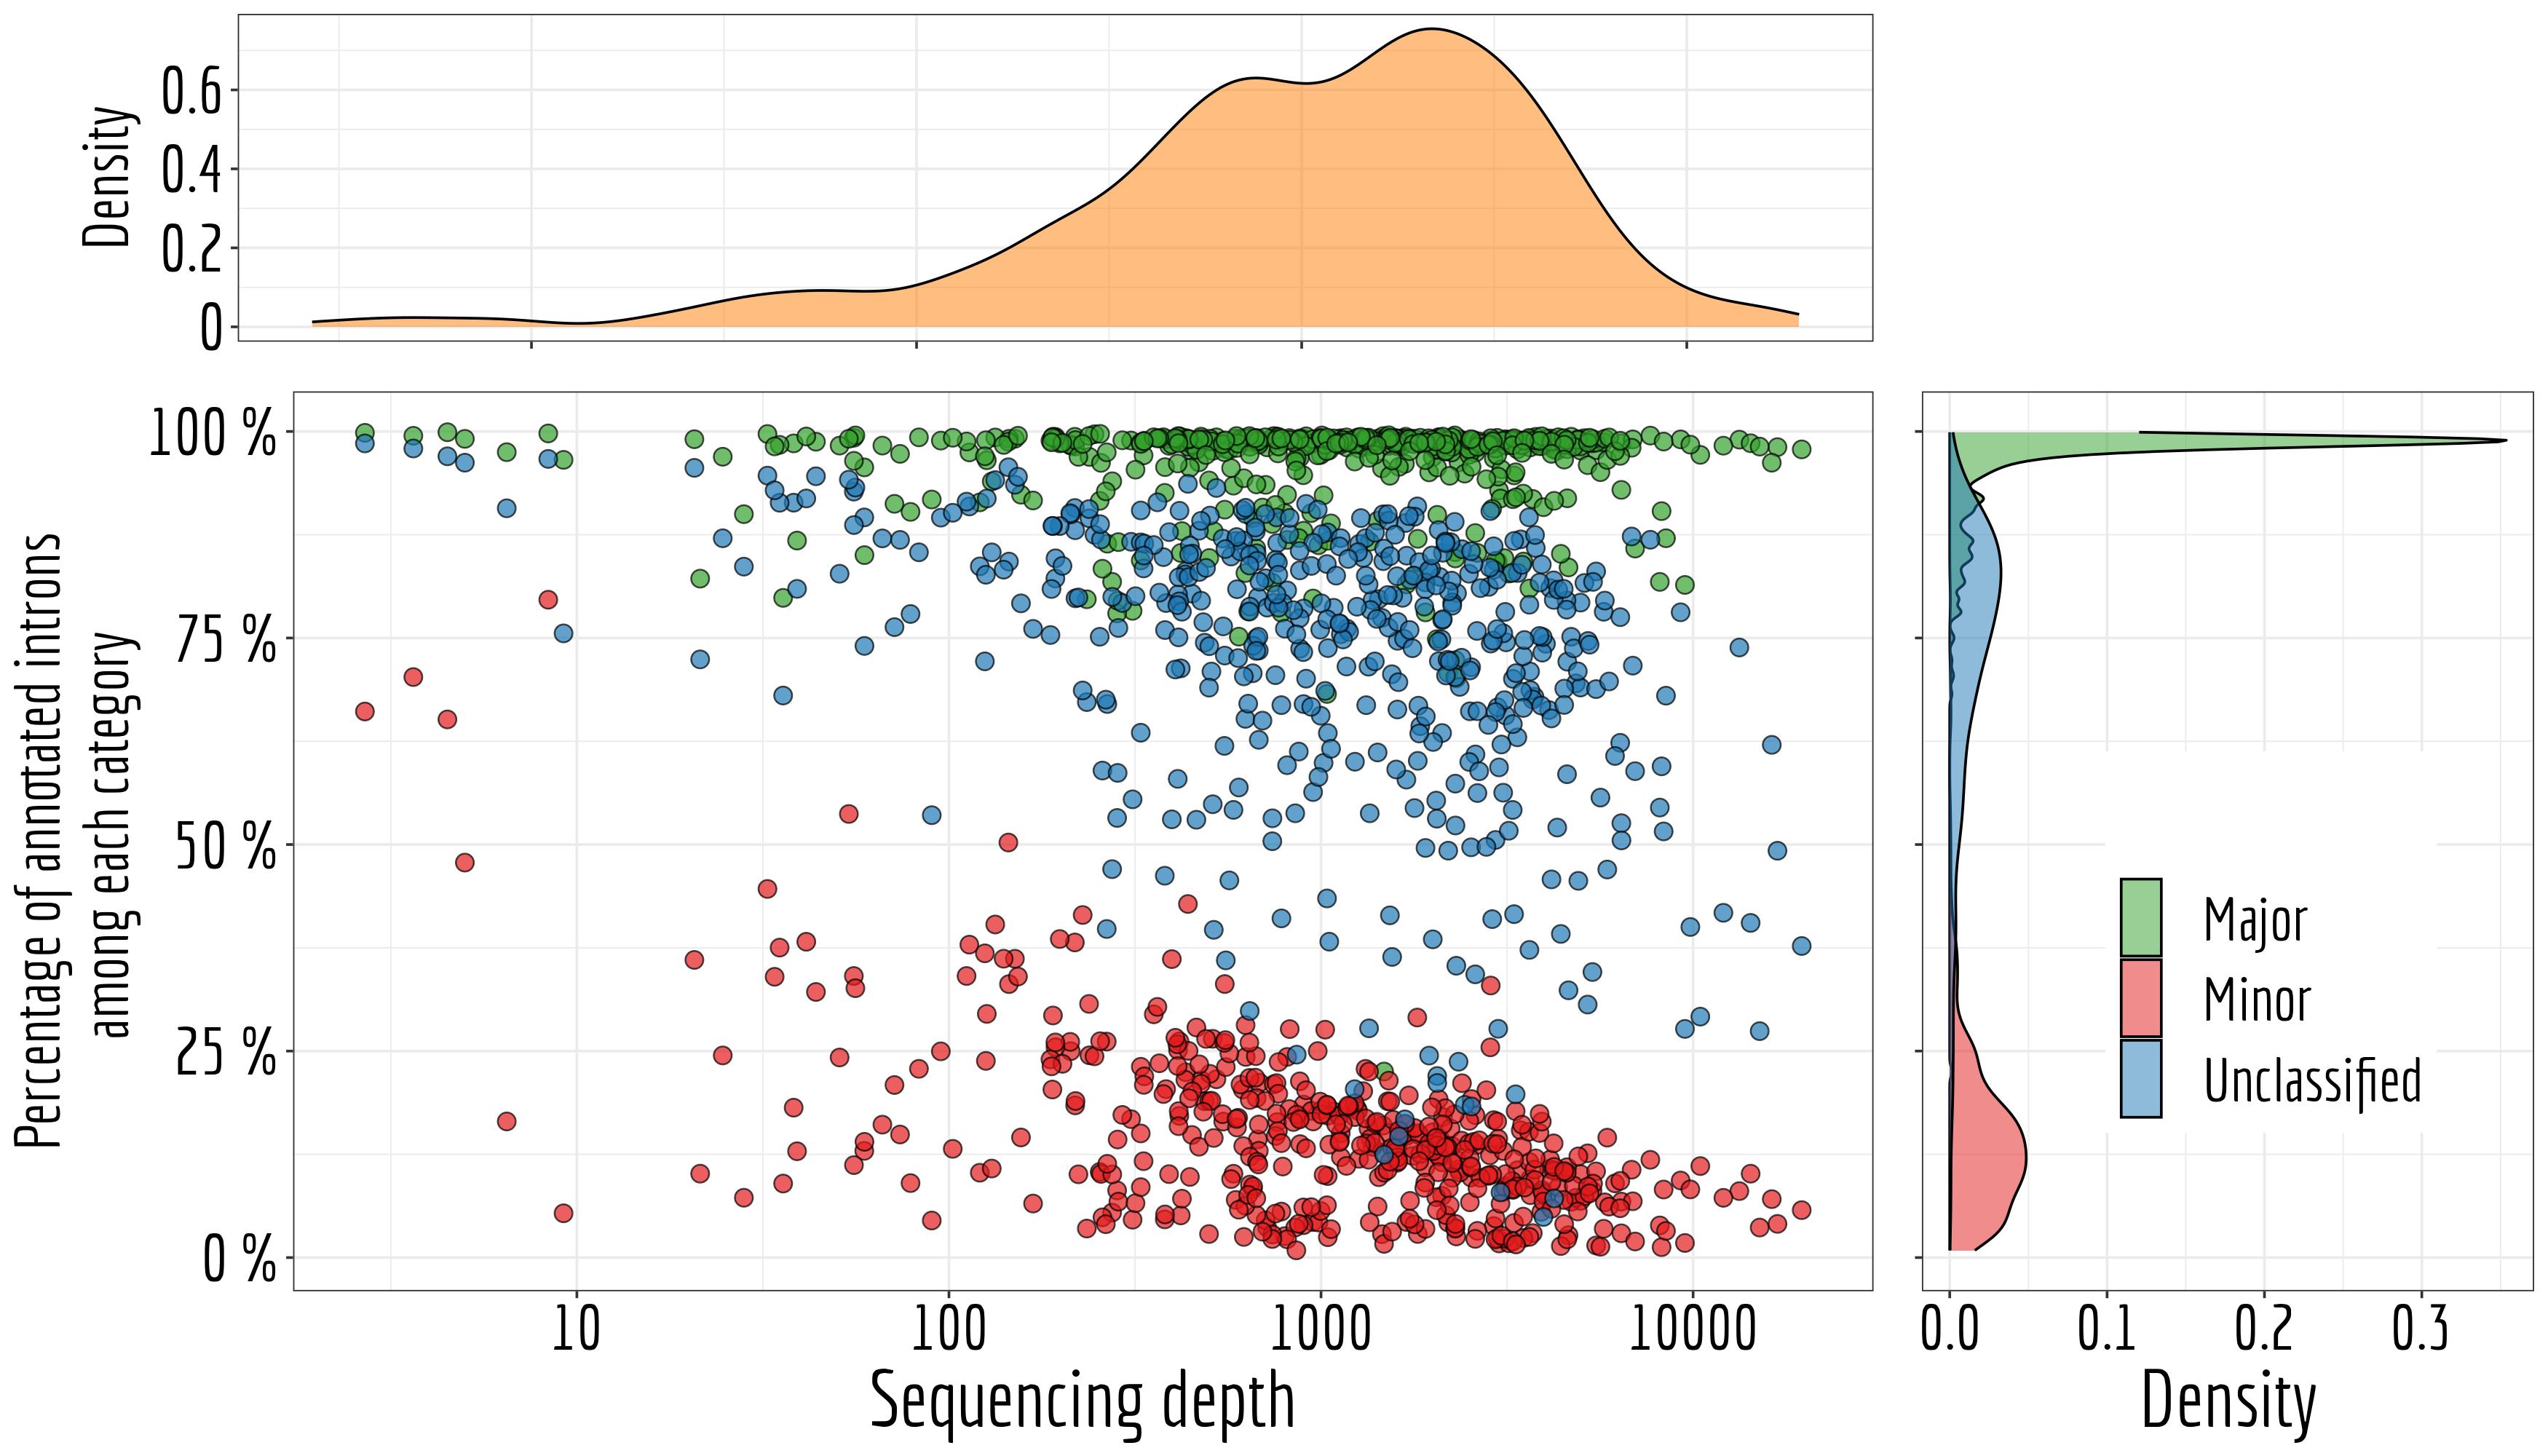 Density
0.6
0.4
0.2
0
Percentage of annotated introns
among each category
100 %
75 %
50 %
25 %
0 %
10 100 1000 10000
Sequencing depth
Major
Minor
Unclassified
0.0 0.1 0.2 0.3
Density